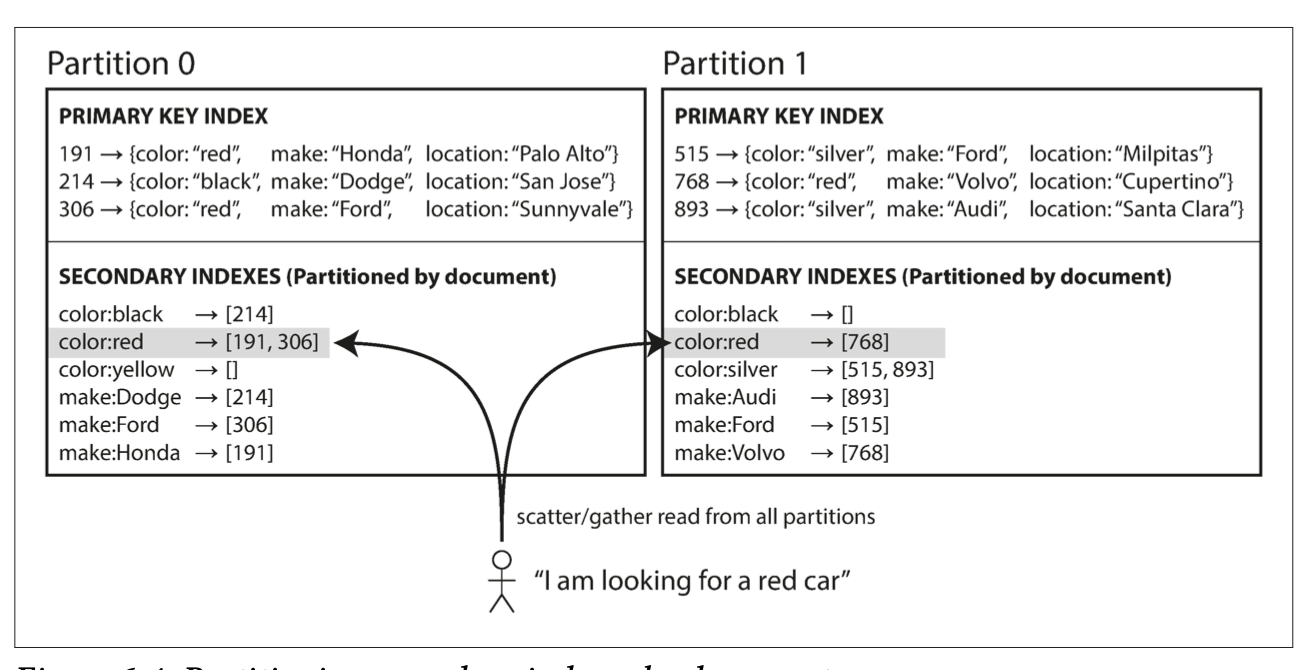 Partition 0
PRIMARY KEY INDEX
191 → {color: “red”, make: “Honda”, location: “Palo Alto”}
214 → {color: “black”, make: “Dodge”, location: “San Jose”}
306 → {color: “red”, make: “Ford”, location: “Sunnyvale”}
SECONDARY INDEXES (Partitioned by document)
color:black → [214]
color:red → [191, 306]
color:yellow → []
make:Dodge → [214]
make:Ford → [306]
make:Honda → [191]
Partition 1
PRIMARY KEY INDEX
515 → {color: “silver”, make: “Ford”, location: “Milpitas”}
768 → {color: “red”, make: “Volvo”, location: “Cupertino”}
893 → {color: “silver”, make: “Audi”, location: “Santa Clara”}
SECONDARY INDEXES (Partitioned by document)
color:black → []
color:red → [768]
color:silver → [515, 893]
make:Audi → [893]
make:Ford → [515]
make:Volvo → [768]
scatter/gather read from all partitions
“I am looking for a red car”